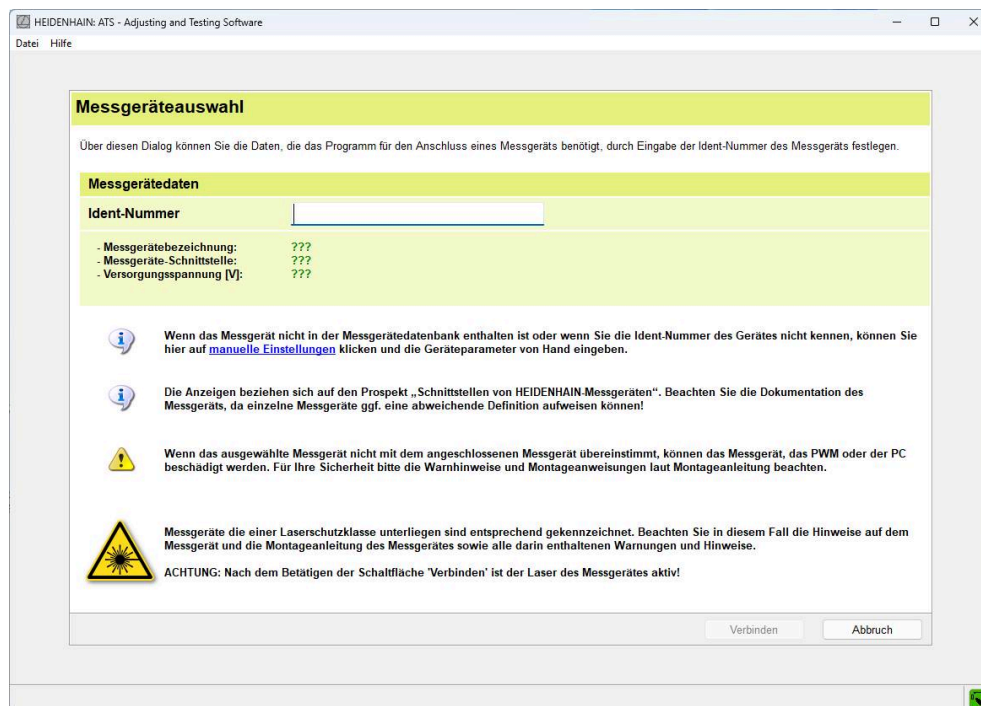 HEIDENHAIN: ATS - Adjusting and Testing Software
Datei Hilfe
Messgeräteauswahl
Über diesen Dialog können Sie die Daten, die das Programm für den Anschluss eines Messgeräts benötigt, durch Eingabe der Ident-Nummer des Messgeräts festlegen.
Messgerätedaten
Ident-Nummer
- Messgerätebezeichnung: ???
- Messgeräte-Schnittstelle: ???
- Versorgungsspannung [V]: ???
Wenn das Messgerät nicht in der Messgerätedatenbank enthalten ist oder wenn Sie die Ident-Nummer des Gerätes nicht kennen, können Sie
hier auf manuelle Einstellungen klicken und die Geräteparameter von Hand eingeben.
Die Anzeigen beziehen sich auf den Prospekt „Schnittstellen von HEIDENHAIN-Messgeräten“. Beachten Sie die Dokumentation des
Messgeräts, da einzelne Messgeräte ggf. eine abweichende Definition aufweisen können!
Wenn das ausgewählte Messgerät nicht mit dem angeschlossenen Messgerät übereinstimmt, können das Messgerät, das PWM oder der PC
beschädigt werden. Für Ihre Sicherheit bitte die Warnhinweise und Montageanweisungen laut Montageanleitung beachten.
Messgeräte die einer Laserschutzklasse unterliegen sind entsprechend gekennzeichnet. Beachten Sie in diesem Fall die Hinweise auf dem
Messgerät und die Montageanleitung des Messgerätes sowie alle darin enthaltenen Warnungen und Hinweise.
ACHTUNG: Nach dem Betätigen der Schaltfläche 'Verbinden' ist der Laser des Messgerätes aktiv!
Verbinden Abbruch